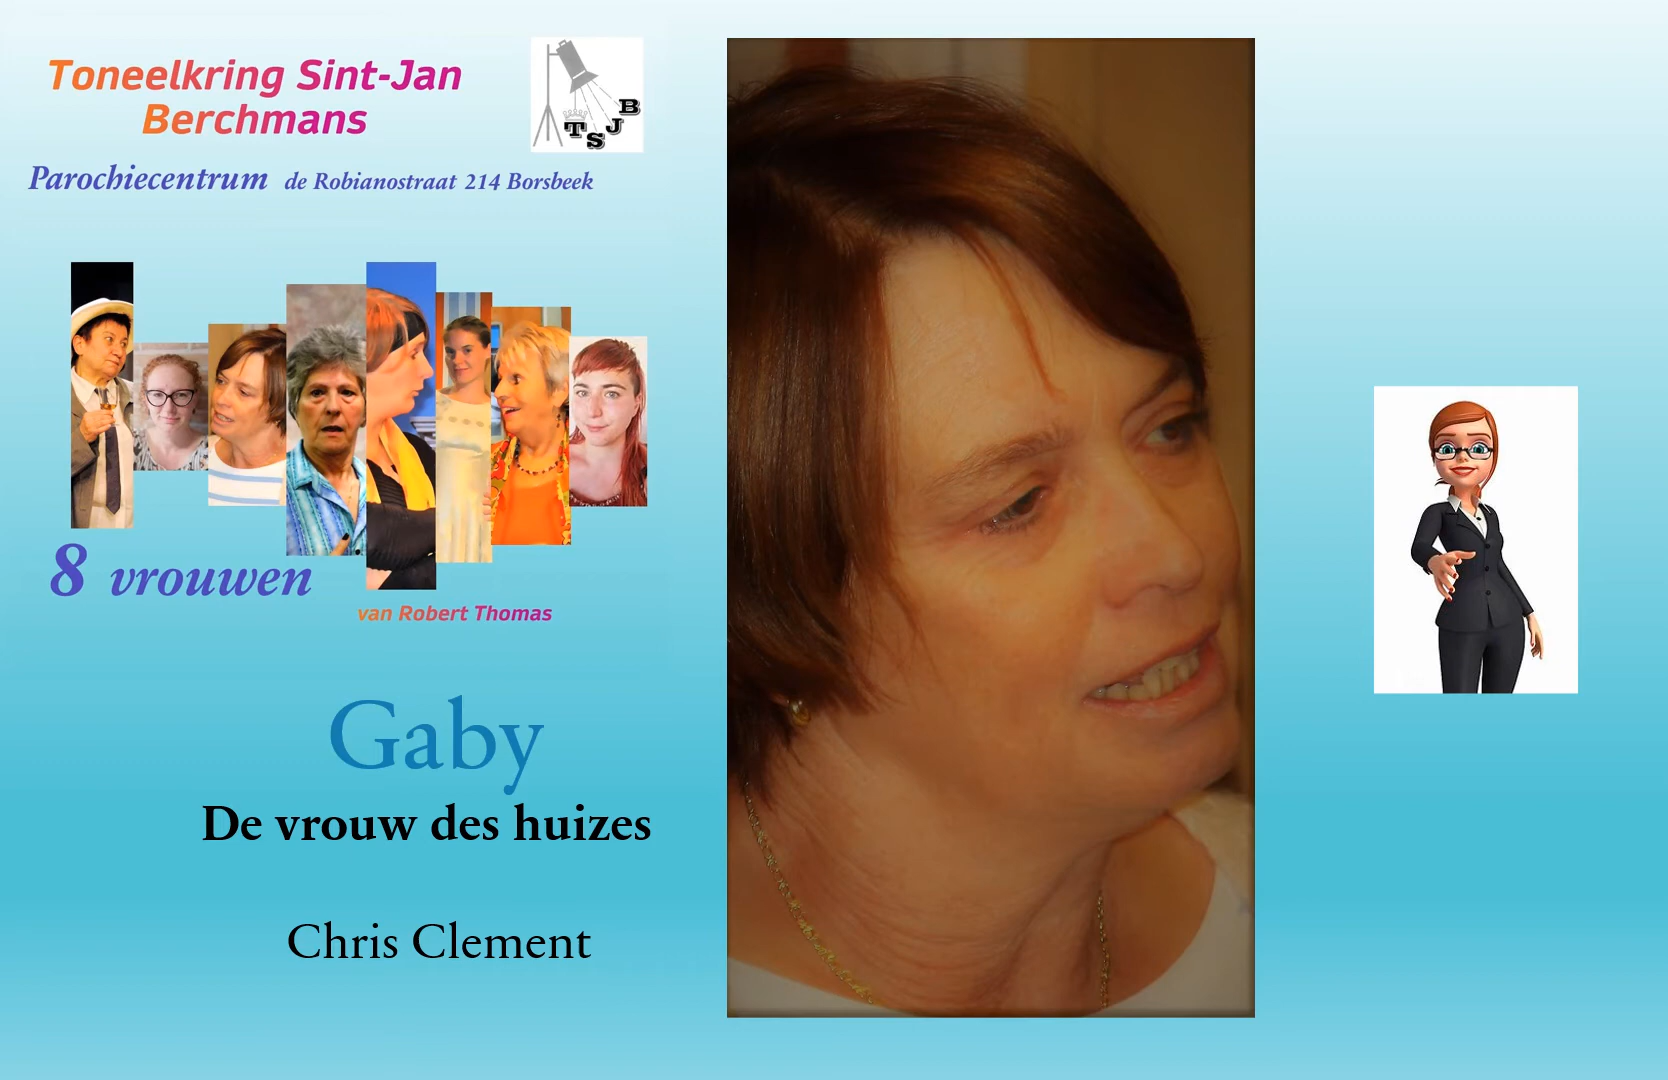 Toneelkring Sint-Jan
Berchmans
TSJB
Parochiecentrum de Robianostraat 214 Borsbeek
8 vrouwen
van Robert Thomas
Gaby
De vrouw des huizes
Chris Clement